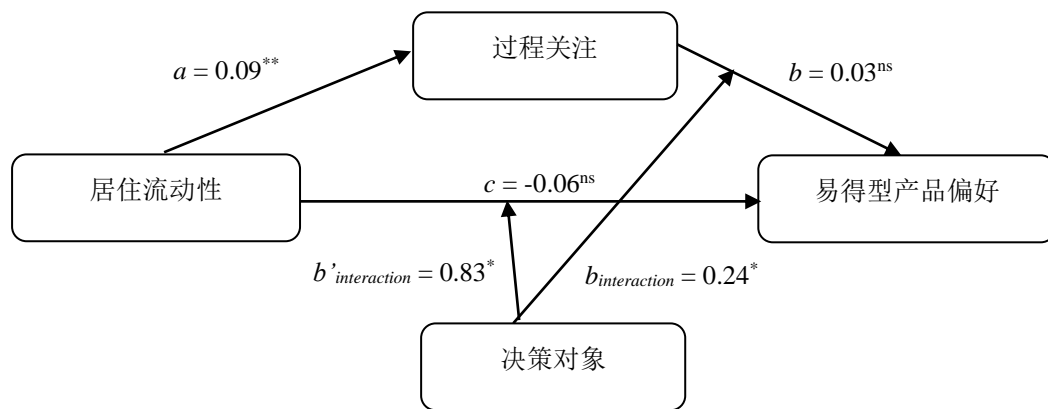 过程关注
a = 0.09**
b = 0.03ns
居住流动性
c = -0.06ns
易得型产品偏好
b’interaction = 0.83*
binteraction = 0.24*
决策对象